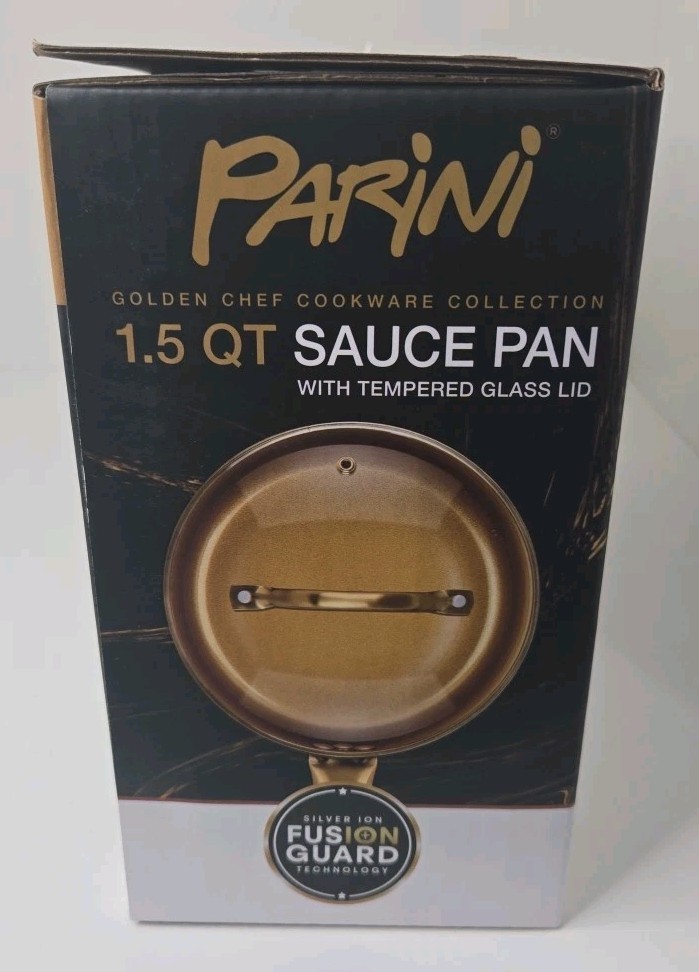 PARiNi®
GOLDEN CHEF COOKWARE COLLECTION
1.5 QT SAUCE PAN
WITH TEMPERED GLASS LID
SILVER ION
FUSION
GUARD
TECHNOLOGY